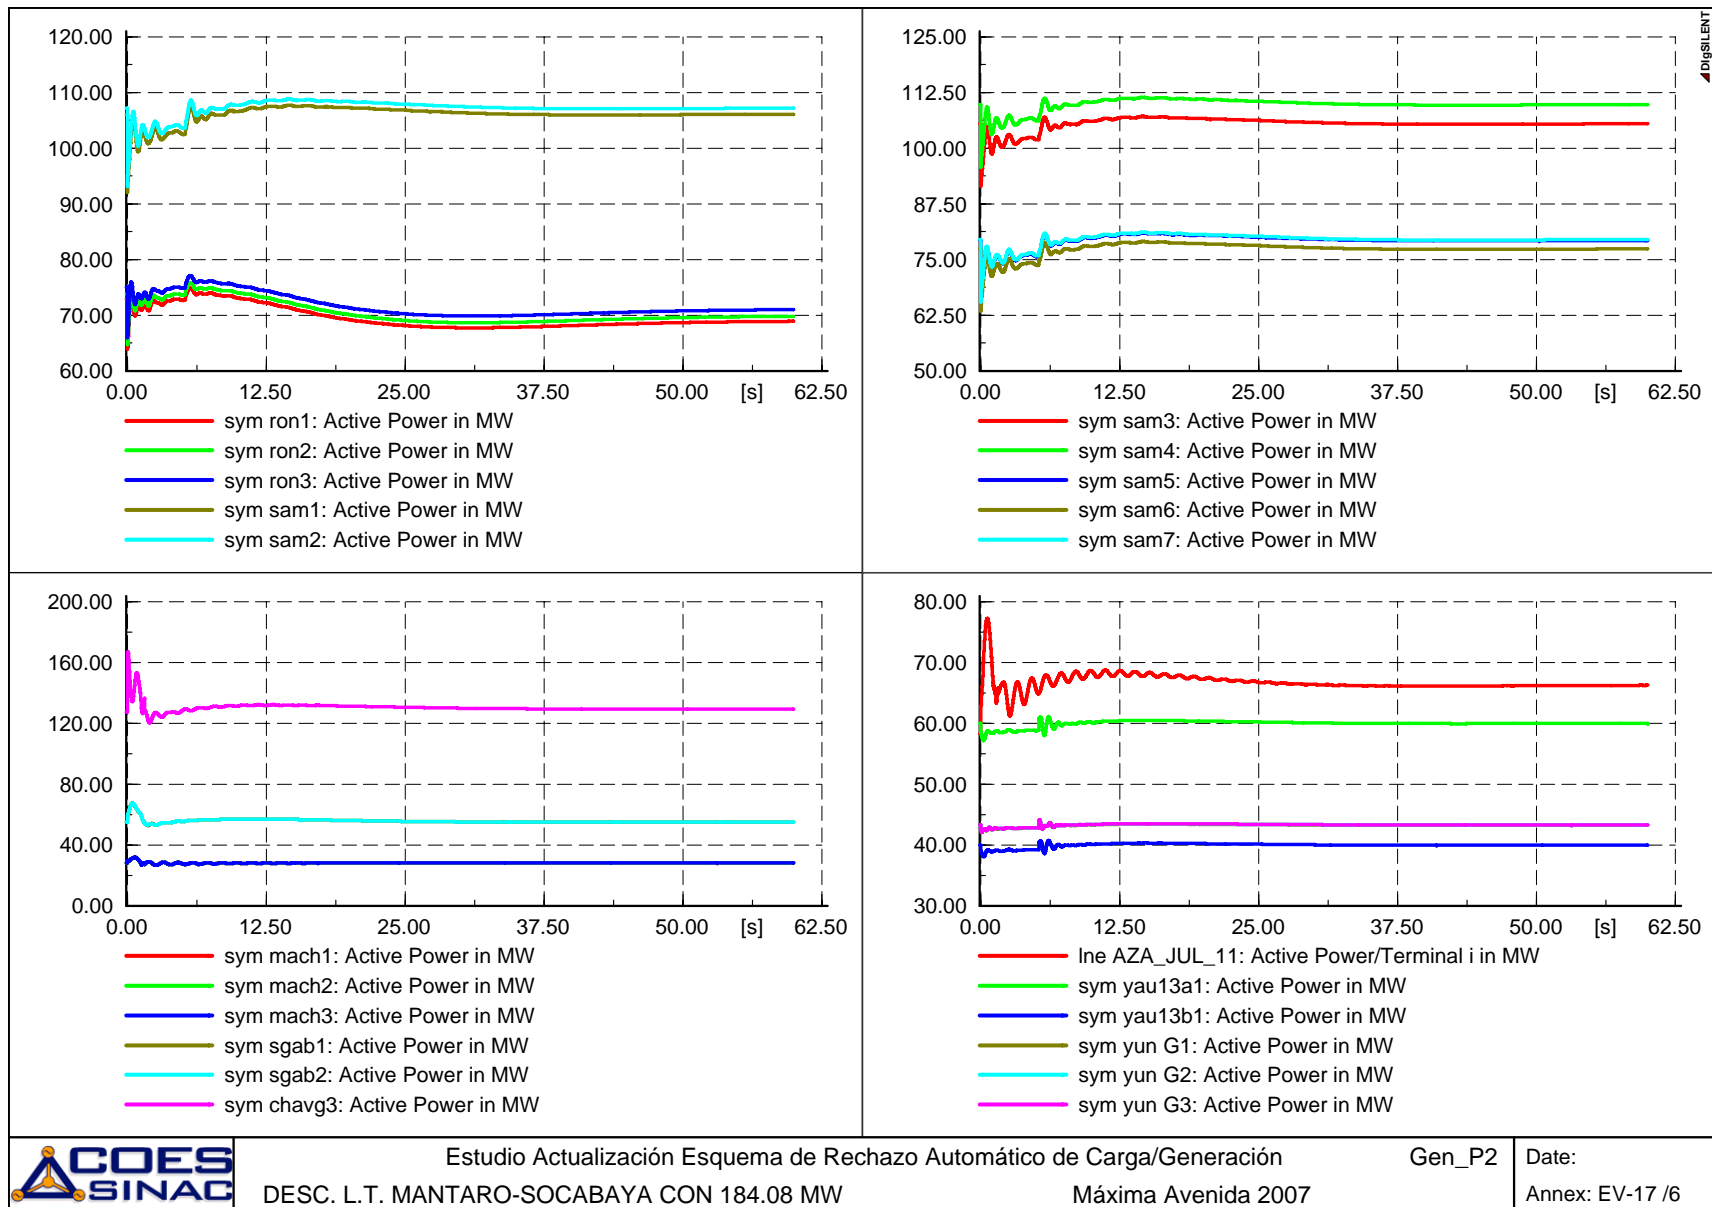 120.00
110.00
100.00
90.00
80.00
70.00
60.00
0.00 12.50 25.00 37.50 50.00 [s] 62.50
sym ron1: Active Power in MW
sym ron2: Active Power in MW
sym ron3: Active Power in MW
sym sam1: Active Power in MW
sym sam2: Active Power in MW
125.00
112.50
100.00
87.50
75.00
62.50
50.00
0.00 12.50 25.00 37.50 50.00 [s] 62.50
sym sam3: Active Power in MW
sym sam4: Active Power in MW
sym sam5: Active Power in MW
sym sam6: Active Power in MW
sym sam7: Active Power in MW
DIgSILENT
200.00
160.00
120.00
80.00
40.00
0.00
0.00 12.50 25.00 37.50 50.00 [s] 62.50
sym mach1: Active Power in MW
sym mach2: Active Power in MW
sym mach3: Active Power in MW
sym sgab1: Active Power in MW
sym sgab2: Active Power in MW
sym chavg3: Active Power in MW
80.00
70.00
60.00
50.00
40.00
30.00
0.00 12.50 25.00 37.50 50.00 [s] 62.50
lne AZA_JUL_11: Active Power/Terminal i in MW
sym yau13a1: Active Power in MW
sym yau13b1: Active Power in MW
sym yun G1: Active Power in MW
sym yun G2: Active Power in MW
sym yun G3: Active Power in MW
COES
SINAC
Estudio Actualización Esquema de Rechazo Automático de Carga/Generación Gen_P2
DESC. L.T. MANTARO-SOCABAYA CON 184.08 MW Máxima Avenida 2007
Date:
Annex: EV-17 /6